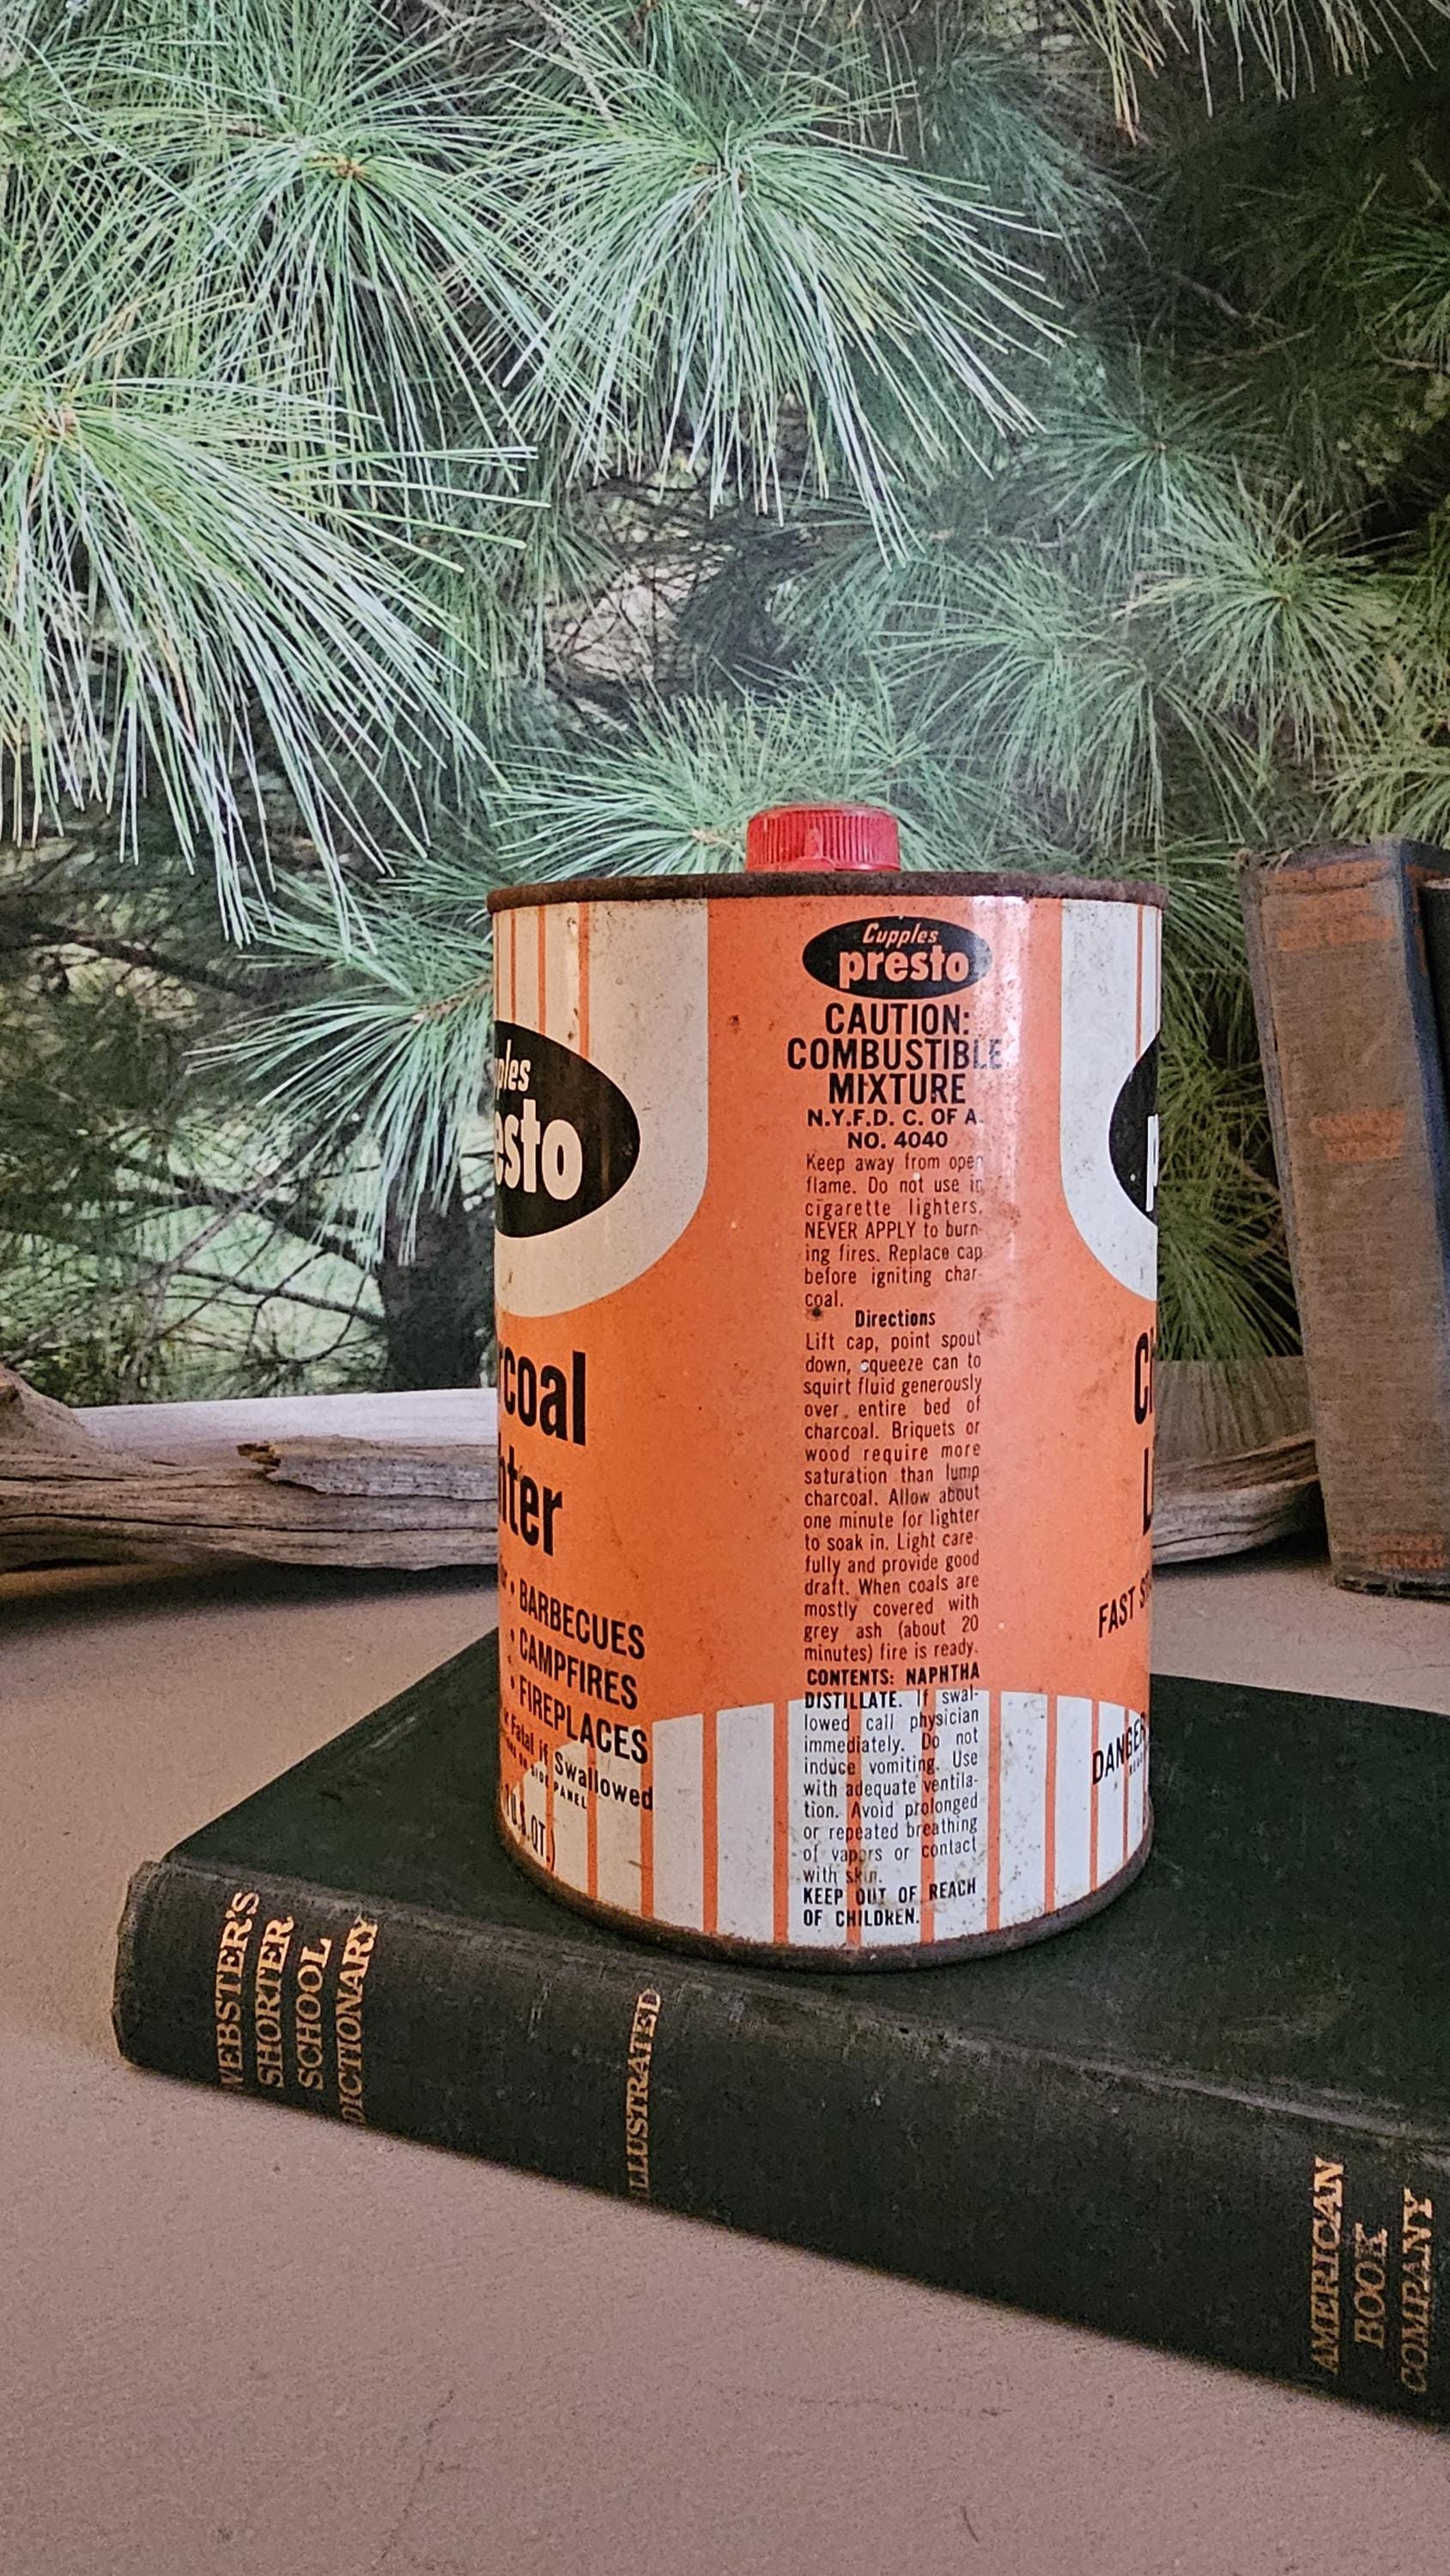 Cupples
presto
CAUTION:
COMBUSTIBLE
MIXTURE
N.Y.F.D. C. OF A.
NO. 4040
Keep away from open
flame. Do not use in
cigarette lighters.
NEVER APPLY to burn-
ing fires. Replace cap
before igniting char-
coal.
Directions
Lift cap, point spout
down, squeeze can to
squirt fluid generously
over entire bed of
charcoal. Briquets or
wood require more
saturation than lump
charcoal. Allow about
one minute for lighter
to soak in. Light care-
fully and provide good
draft. When coals are
mostly covered with
grey ash (about 20
minutes) fire is ready.
CONTENTS: NAPHTHA
DISTILLATE. If swal-
lowed call physician
immediately. Do not
induce vomiting. Use
with adequate ventila-
tion. Avoid prolonged
or repeated breathing
of vapors or contact
with skin.
KEEP OUT OF REACH
OF CHILDREN.
pples
esto
rcoal
hter
• BARBECUES
• CAMPFIRES
• FIREPLACES
Fatal if Swallowed
SIDE PANEL
U.S. QT.)
p
C
L
FAST
DANGER
WEBSTER'S
SHORTER
SCHOOL
DICTIONARY
ILLUSTRATED
AMERICAN
BOOK
COMPANY